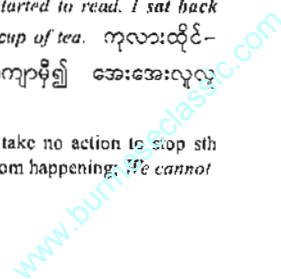 started to read. I sat back
cup of tea. ကုလားထိုင်–
ကျာမှီ၍ အေးအေးလူလူ
take no action to stop sth
om happening; We cannot
www.burmeseclassic.com